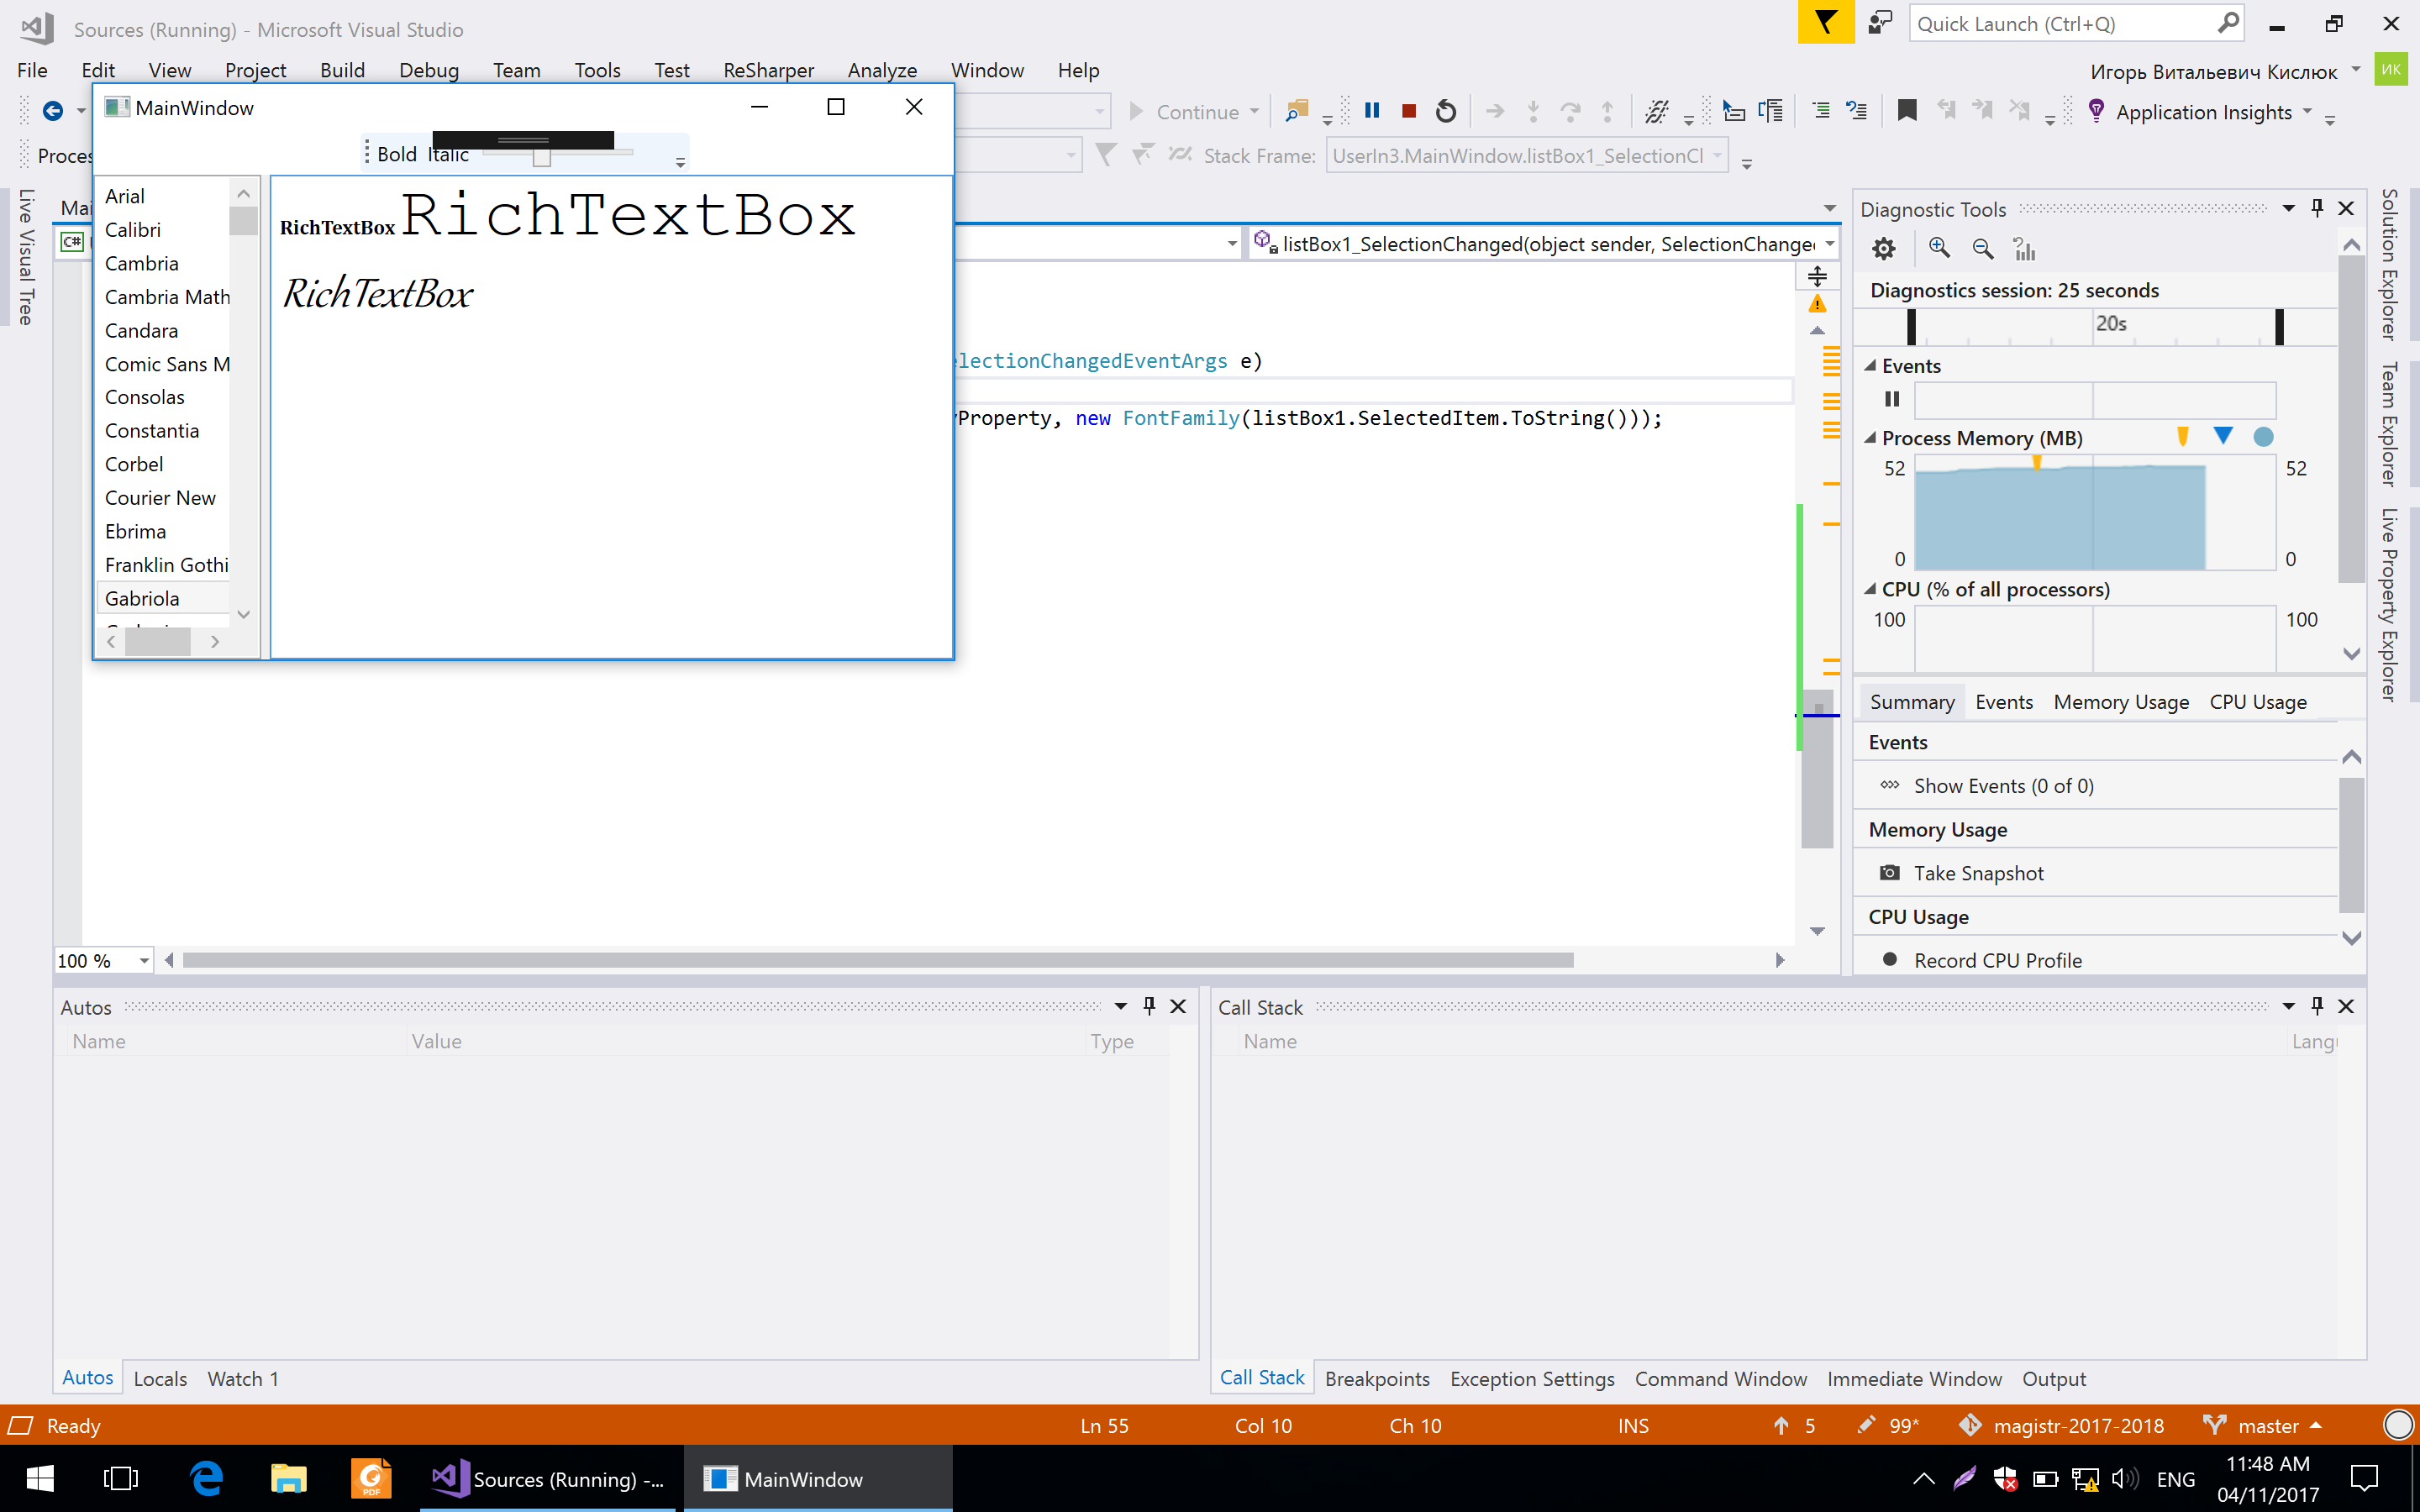 Sources (Running) - Microsoft Visual Studio
Quick Launch (Ctrl+Q)
File Edit View Project Build Debug Team Tools Test ReSharper Analyze Window Help
Игорь Витальевич Кислюк ИК
MainWindow
Continue
Application Insights
Bold Italic
Stack Frame: UserIn3.MainWindow.listBox1_SelectionCl
Live Visual Tree
Arial
Calibri
Cambria
Cambria Math
Candara
Comic Sans M
Consolas
Constantia
Corbel
Courier New
Ebrima
Franklin Gothi
Gabriola
RichTextBox RichTextBox
RichTextBox
C#
listBox1_SelectionChanged(object sender, SelectionChange
electionChangedEventArgs e)
Property, new FontFamily(listBox1.SelectedItem.ToString()));
100 %
Diagnostic Tools
Diagnostics session: 25 seconds
20s
Events
Process Memory (MB)
52 52
0 0
CPU (% of all processors)
100 100
Summary Events Memory Usage CPU Usage
Events
Show Events (0 of 0)
Memory Usage
Take Snapshot
CPU Usage
Record CPU Profile
Solution Explorer
Team Explorer
Live Property Explorer
Autos
Name Value Type
Autos Locals Watch 1
Call Stack
Name Lang
Call Stack Breakpoints Exception Settings Command Window Immediate Window Output
Ready Ln 55 Col 10 Ch 10 INS 5 99* magistr-2017-2018 master
PDF
Sources (Running) -...
MainWindow
ENG
11:48 AM
04/11/2017